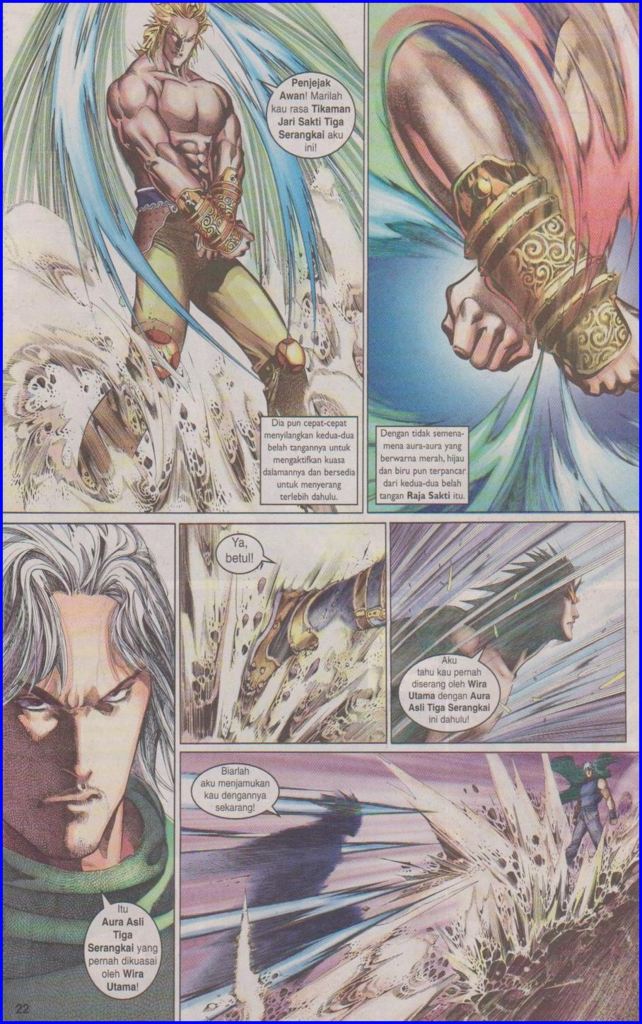 Penjejak
Awan! Marilah
kau rasa Tikaman
Jari Sakti Tiga
Serangkai aku
ini!
Dia pun cepat-cepat
menyilangkan kedua-dua
belah tangannya untuk
mengaktifkan kuasa
dalamannya dan bersedia
untuk menyerang
terlebih dahulu.
Dengan tidak semena-
mena aura-aura yang
berwarna merah, hijau
dan biru pun terpancar
dari kedua-dua belah
tangan Raja Sakti itu.
Itu
Aura Asli
Tiga
Serangkai yang
pernah dikuasai
oleh Wira
Utama!
Ya,
betul!
Aku
tahu kau pernah
diserang oleh Wira
Utama dengan Aura
Asli Tiga Serangkai
ini dahulu!
Biarlah
aku menjamukan
kau dengannya
sekarang!
22